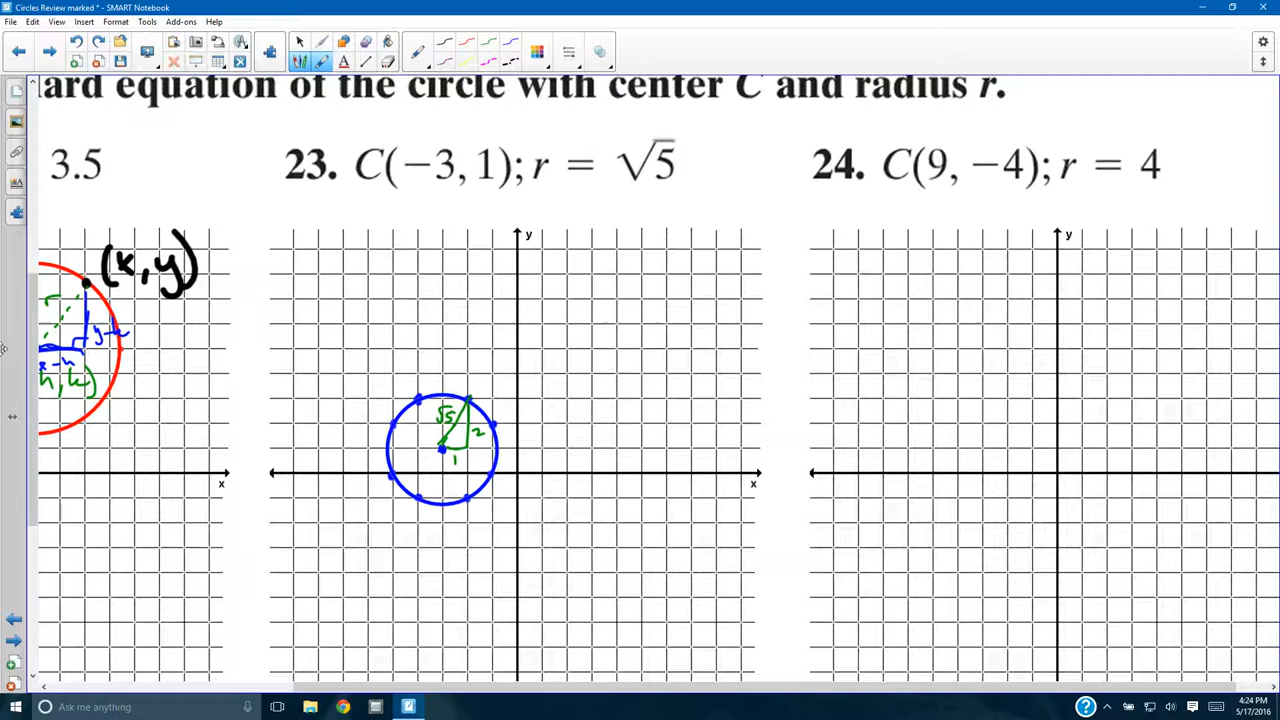 Circles Review marked * - SMART Notebook
File Edit View Insert Format Tools Add-ons Help
dard equation of the circle with center C and radius r.
3.5
23. C(−3, 1); r = √5
24. C(9, −4); r = 4
y
y
(x, y)
r
x-h
h, k)
√5
2
1
x
x
Ask me anything
4:24 PM
5/17/2016